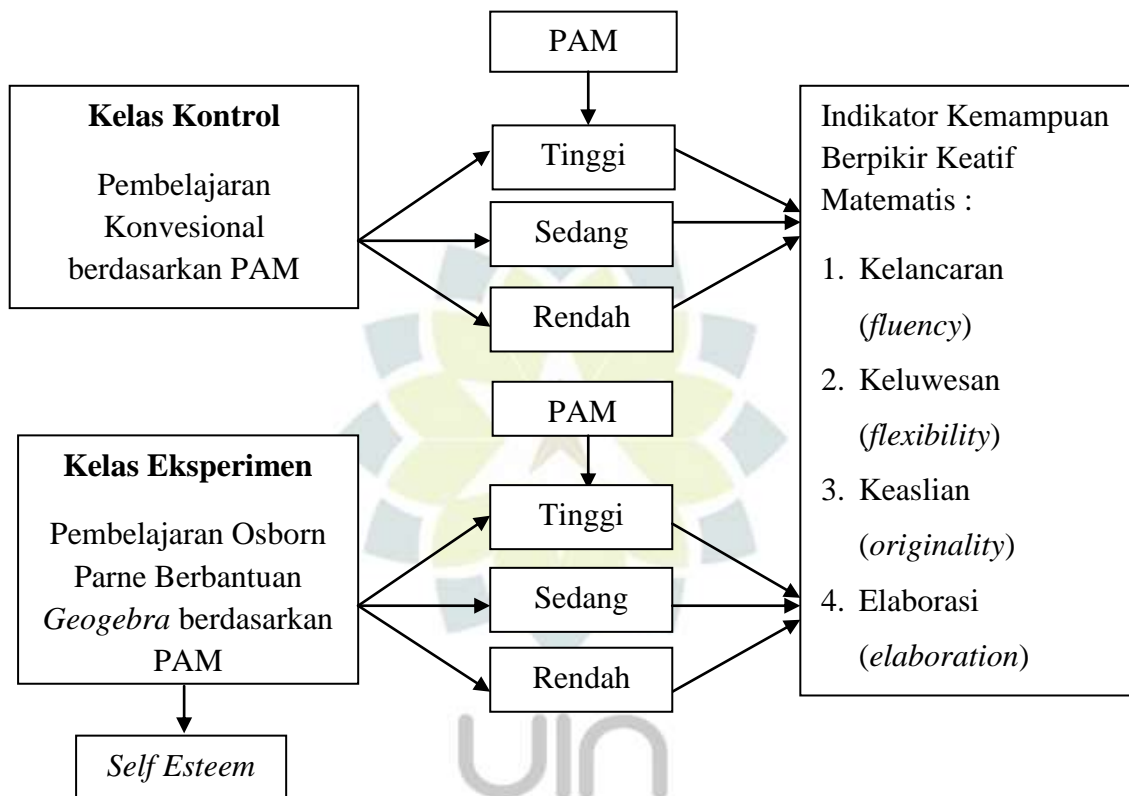 PAM
Kelas Kontrol
Pembelajaran
Konvesional
berdasarkan PAM
Tinggi
Sedang
Rendah
PAM
Kelas Eksperimen
Pembelajaran Osborn
Parne Berbantuan
Geogebra berdasarkan
PAM
Tinggi
Sedang
Rendah
Self Esteem
Indikator Kemampuan
Berpikir Keatif
Matematis :
1. Kelancaran
(fluency)
2. Keluwesan
(flexibility)
3. Keaslian
(originality)
4. Elaborasi
(elaboration)
uin